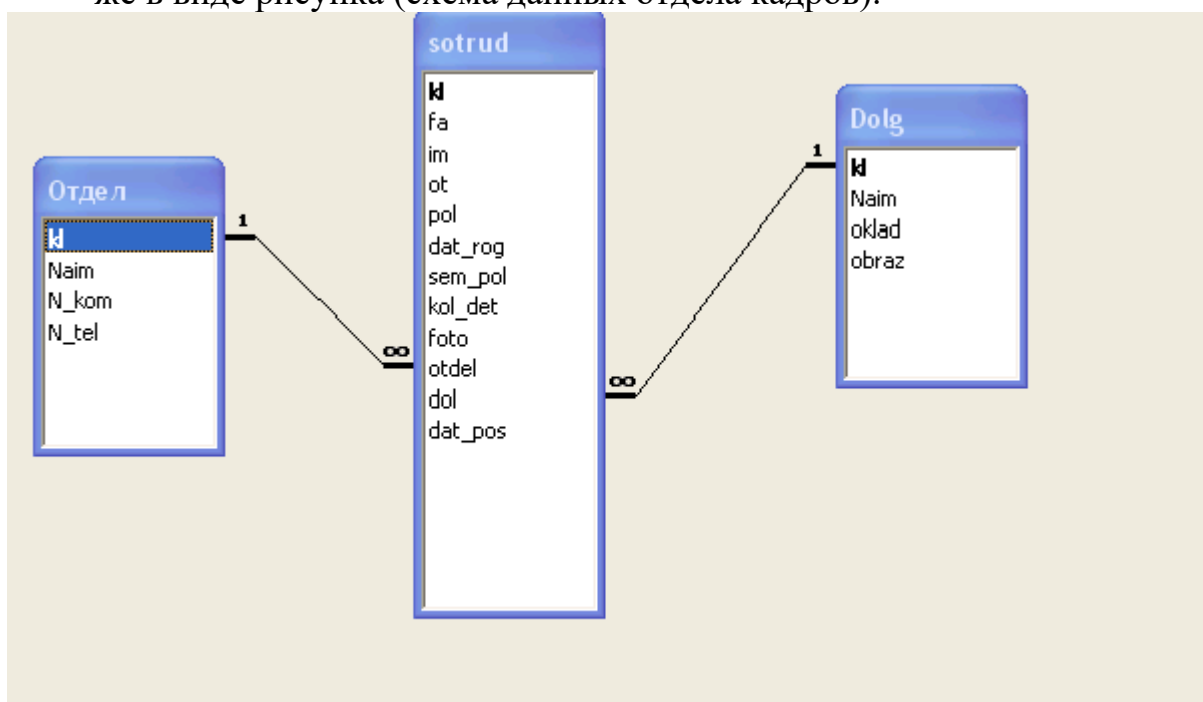 же в виде рисунка (схема данных отдела кадров).
sotrud
kl
fa
im
ot
pol
dat_rog
sem_pol
kol_det
foto
otdel
dol
dat_pos
Отдел
kl
Naim
N_kom
N_tel
Dolg
kl
Naim
oklad
obraz
1
∞
∞
1